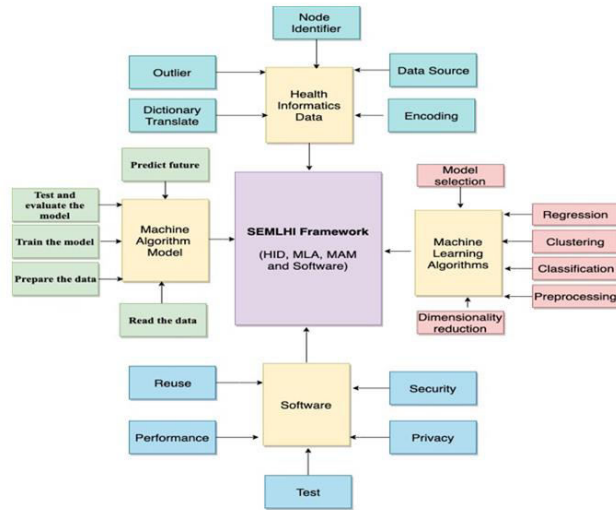 Node
Identifier
Outlier
Data Source
Health
Informatics
Data
Dictionary
Translate
Encoding
Predict future
Model
selection
Test and
evaluate the
model
Regression
SEMLHI Framework
Machine
Algorithm
Model
(HID, MLA, MAM
and Software)
Machine
Learning
Algorithms
Train the model
Clustering
Classification
Prepare the data
Preprocessing
Read the data
Dimensionality
reduction
Reuse
Security
Software
Performance
Privacy
Test